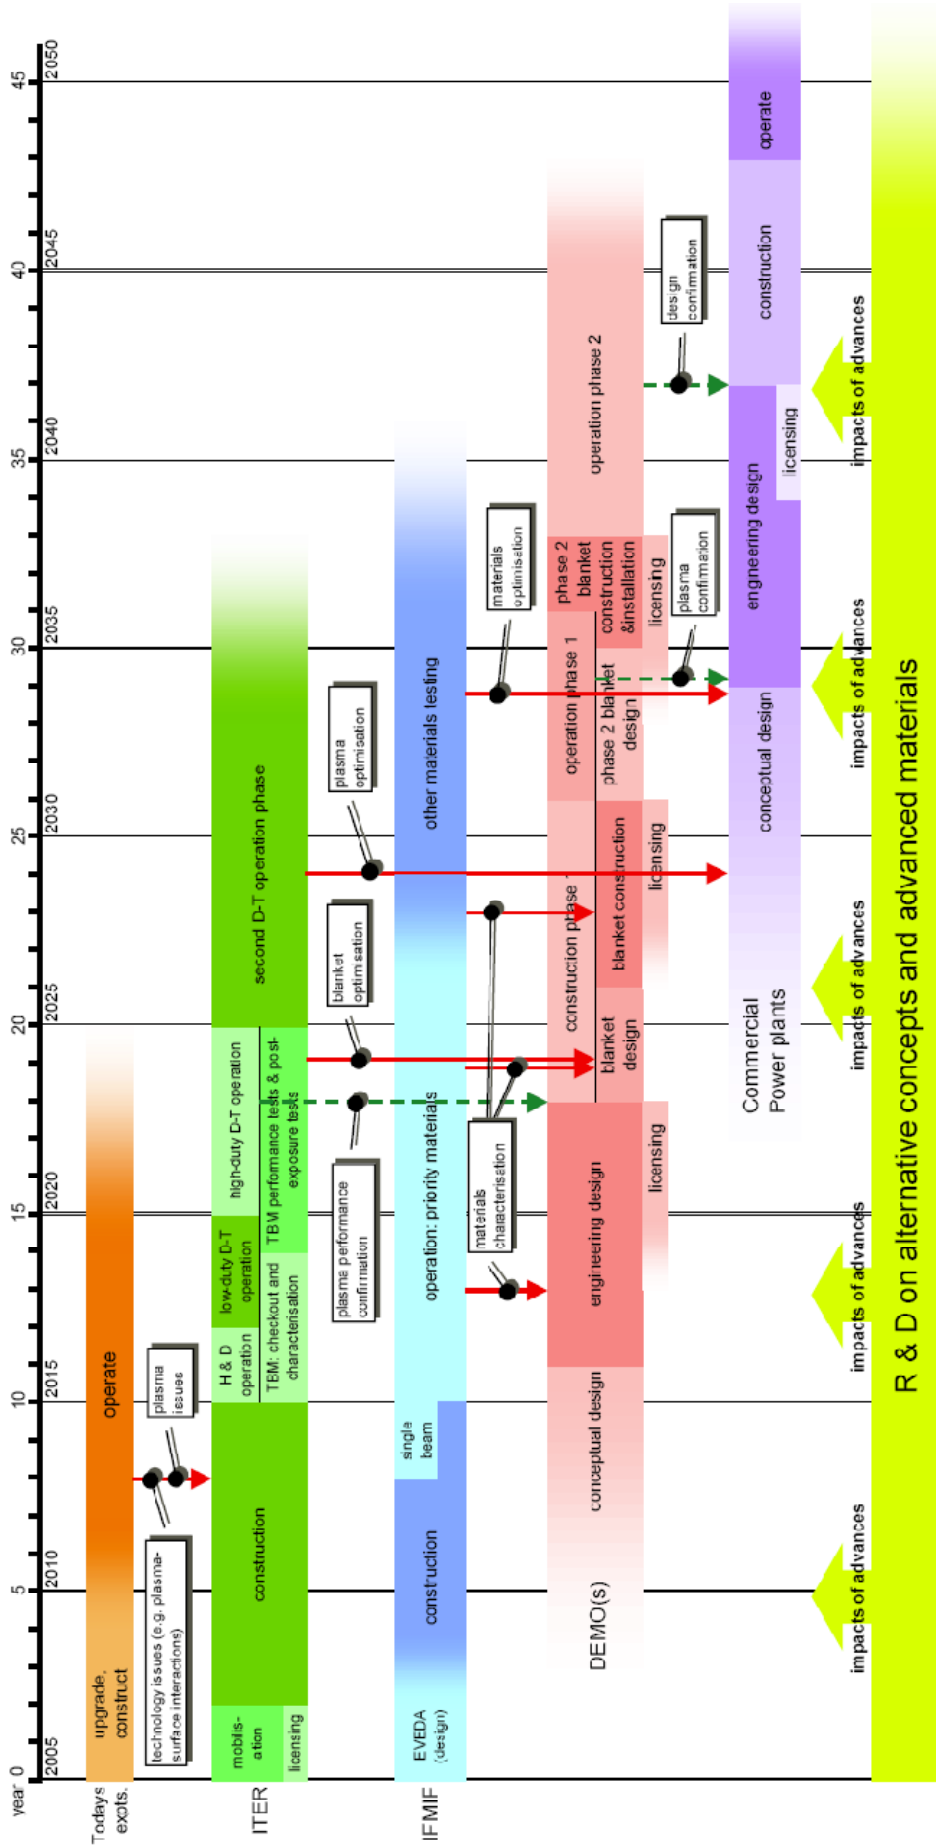 year 0 5 10 15 20 25 30 35 40 45
2005 2010 2015 2020 2025 2030 2035 2040 2045 2050
Todays
expts.
upgrade,
construct
operate
technology issues (e.g. plasma-
surface interactions)
plasma
issues
ITER
mobilis-
ation
licensing
construction
H & D
operation
low-duty D-T
operation
high-duty D-T operation
TBM: checkout and
characterisation
TBM performance tests & post-
exposure tests
second D-T operation phase
plasma performance
confirmation
blanket
optimisation
plasma
optimisation
IFMIF
EVEDA
(design)
construction
single
beam
operation: priority materials
other materials testing
materials
characterisation
materials
optimisation
DEMO(s)
conceptual design
engineering design
licensing
construction phase 1
blanket
design
blanket construction
licensing
operation phase 1
phase 2 blanket
design
phase 2
blanket
construction
&installation
licensing
operation phase 2
plasma
confirmation
design
confirmation
Commercial
Power plants
conceptual design
engineering design
licensing
construction
operate
impacts of advances
impacts of advances
impacts of advances
impacts of advances
impacts of advances
R & D on alternative concepts and advanced materials